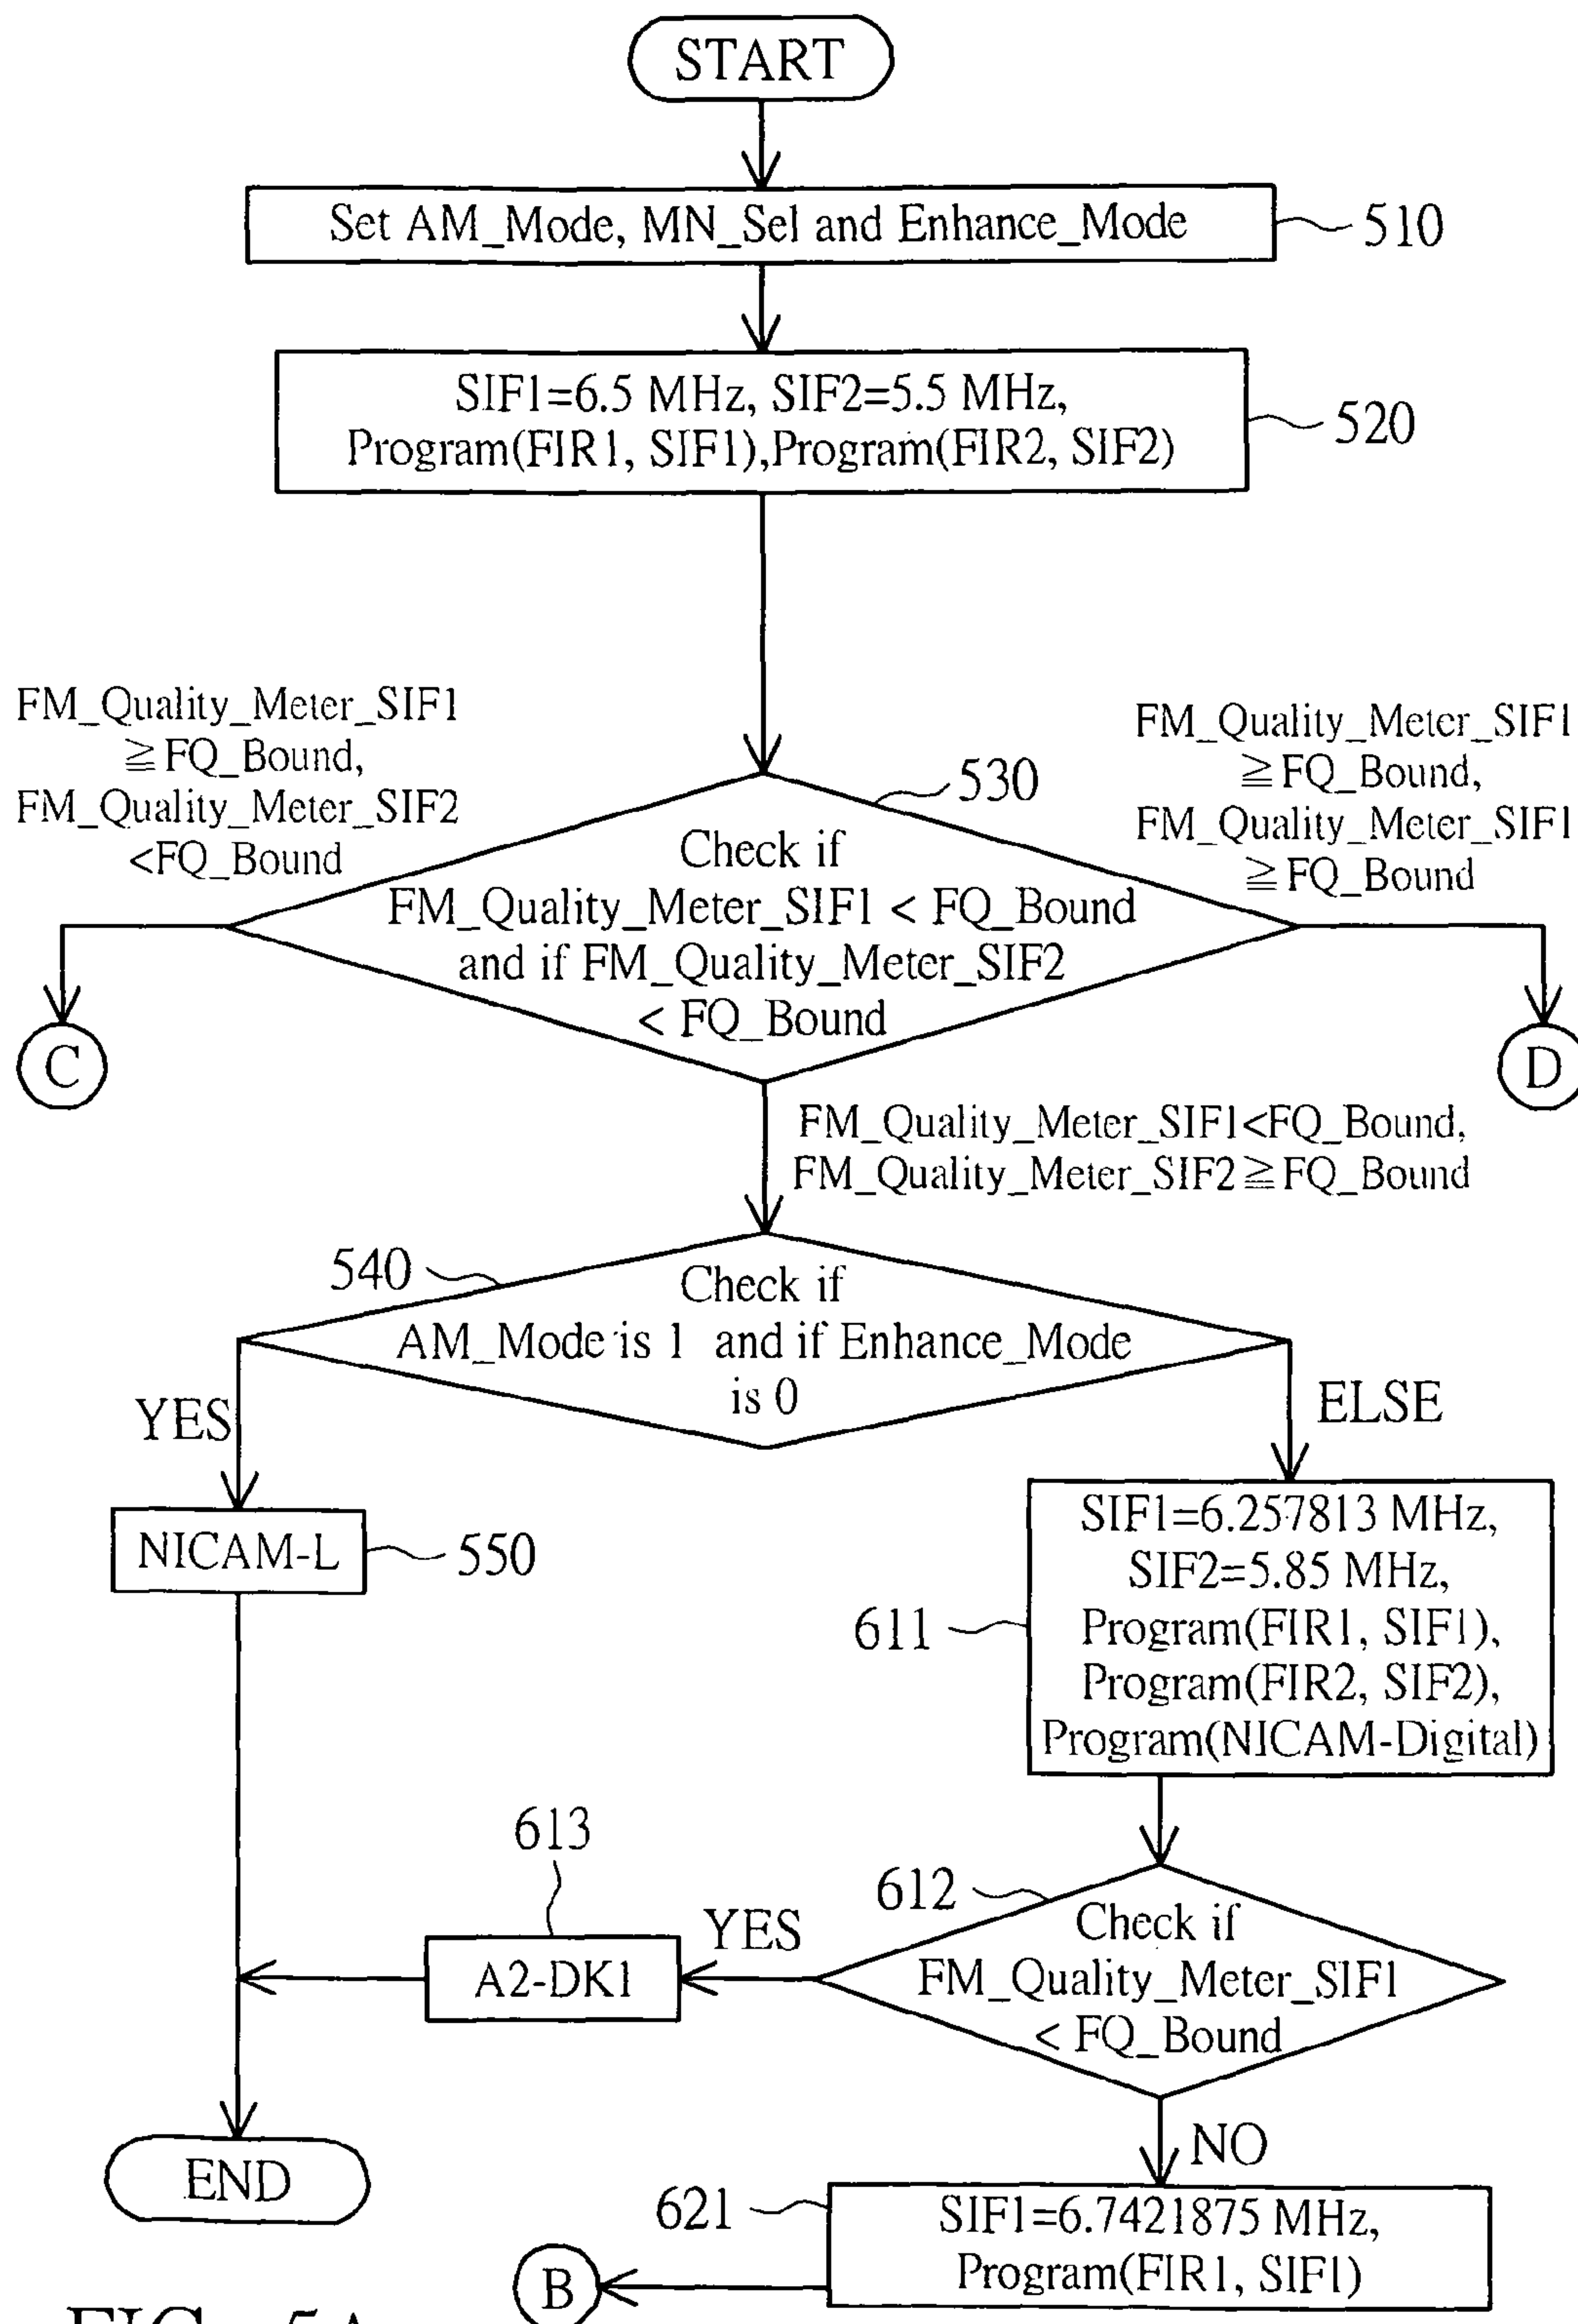 START
Set AM_Mode, MN_Sel and Enhance_Mode
510
SIF1=6.5 MHz, SIF2=5.5 MHz,
Program(FIR1, SIF1),Program(FIR2, SIF2)
520
FM_Quality_Meter_SIF1
≧FQ_Bound,
FM_Quality_Meter_SIF2
<FQ_Bound
FM_Quality_Meter_SIF1
≧FQ_Bound,
FM_Quality_Meter_SIF1
≧FQ_Bound
530
Check if
FM_Quality_Meter_SIF1 < FQ_Bound
and if FM_Quality_Meter_SIF2
< FQ_Bound
C
D
FM_Quality_Meter_SIF1<FQ_Bound,
FM_Quality_Meter_SIF2≧FQ_Bound
540
Check if
AM_Mode is 1 and if Enhance_Mode
is 0
YES
ELSE
NICAM-L
550
SIF1=6.257813 MHz,
SIF2=5.85 MHz,
Program(FIR1, SIF1),
Program(FIR2, SIF2),
Program(NICAM-Digital)
611
612
Check if
FM_Quality_Meter_SIF1
< FQ_Bound
YES
613
A2-DK1
NO
END
621
SIF1=6.7421875 MHz,
Program(FIR1, SIF1)
B
FIG. 5A